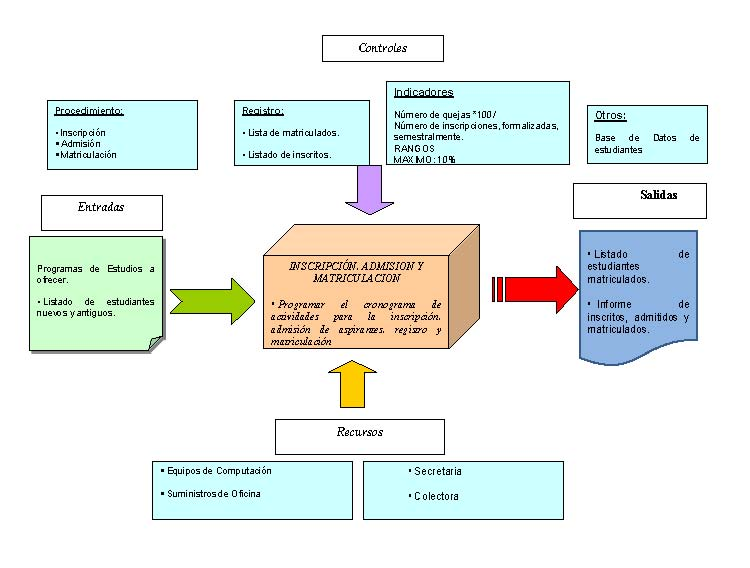 Controles
Procedimiento:
• Inscripción
• Admisión
• Matriculación
Registro:
• Lista de matriculados.
• Listado de inscritos.
Indicadores
Número de quejas *100/
Número de inscripciones, formalizadas,
semestralmente.
RANGOS
MAXIMO: 10%
Otros:
Base de Datos de
estudiantes
Entradas
Programas de Estudios a
ofrecer.
• Listado de estudiantes
nuevos y antiguos.
INSCRIPCIÓN. ADMISION Y
MATRICULACION
• Programar el cronograma de
actividades para la inscripción.
admisión de aspirantes. registro y
matriculación
Salidas
• Listado de
estudiantes
matriculados.
• Informe de
inscritos, admitidos y
matriculados.
Recursos
• Equipos de Computación
• Suministros de Oficina
• Secretaria
• Colectora